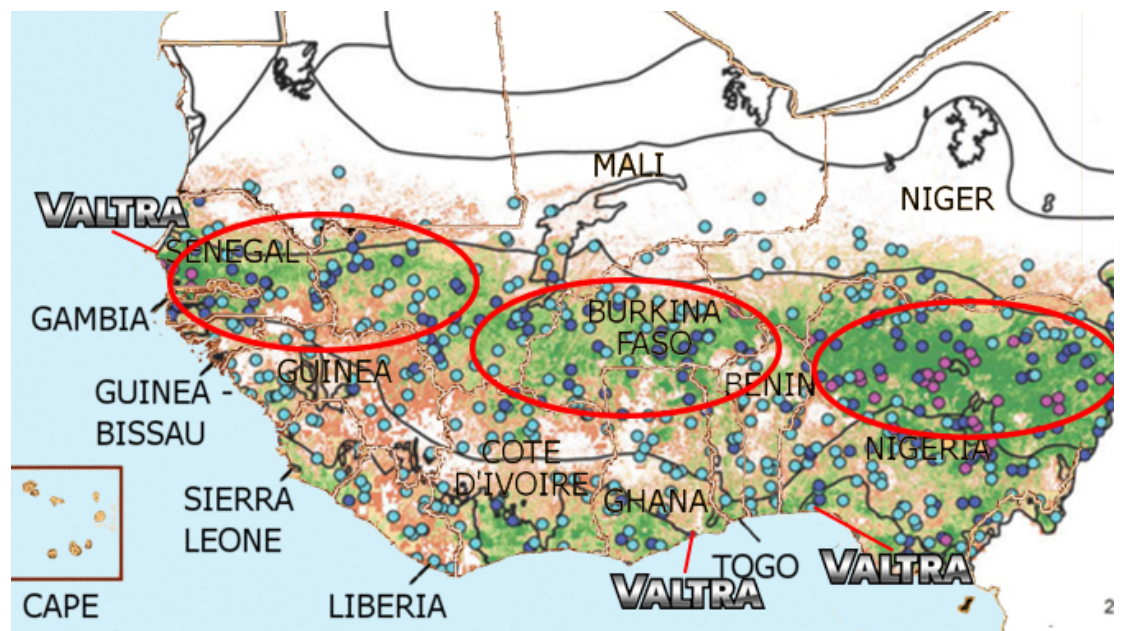 MALI
NIGER
VALTRA
SENEGAL
GAMBIA
BURKINA
FASO
GUINEA
BENIN
GUINEA -
BISSAU
NIGERIA
COTE
D'IVOIRE
GHANA
SIERRA
LEONE
TOGO
VALTRA
VALTRA
CAPE
LIBERIA
2